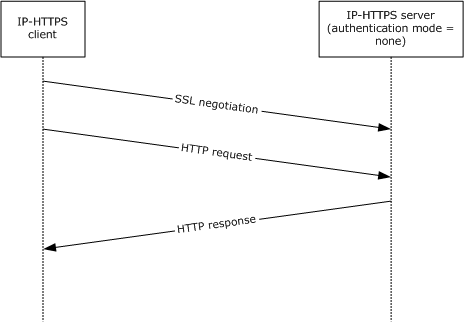 IP-HTTPS
client
IP-HTTPS server
(authentication mode =
none)
SSL negotiation
HTTP request
HTTP response